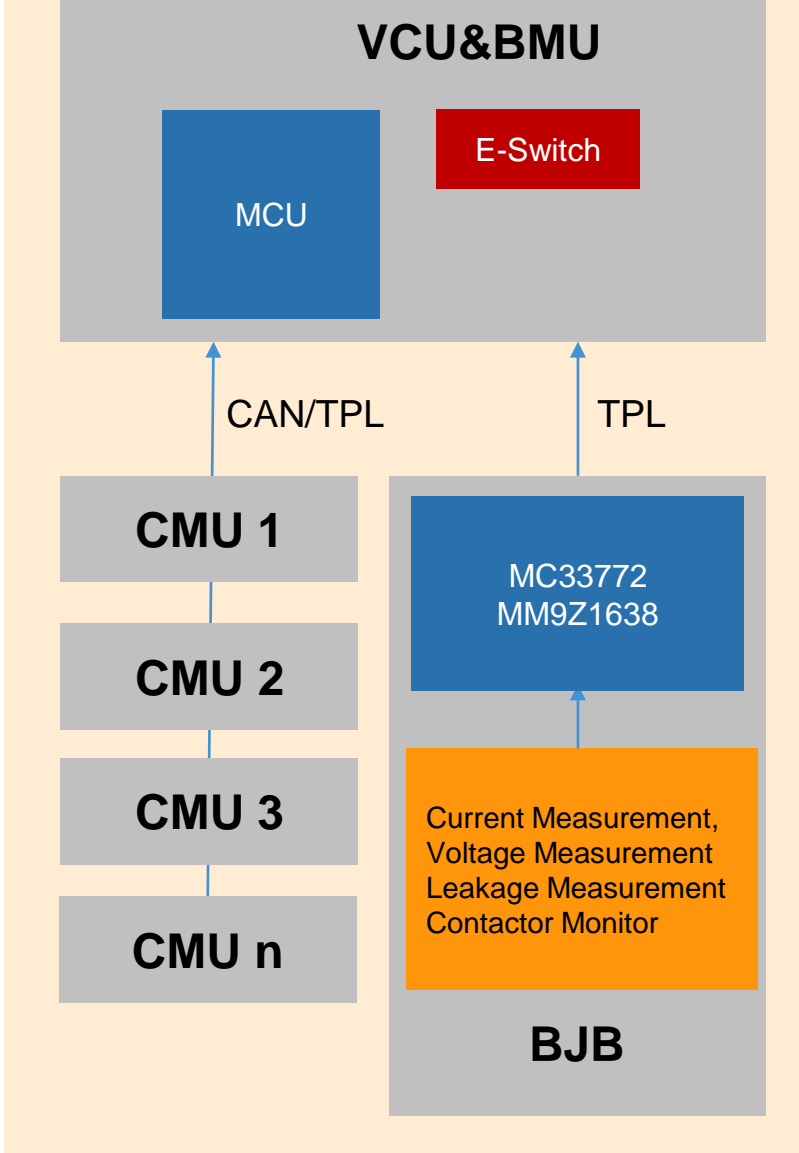 VCU&BMU
E-Switch
MCU
CAN/TPL
TPL
CMU 1
CMU 2
CMU 3
CMU n
MC33772
MM9Z1638
Current Measurement,
Voltage Measurement
Leakage Measurement
Contactor Monitor
BJB